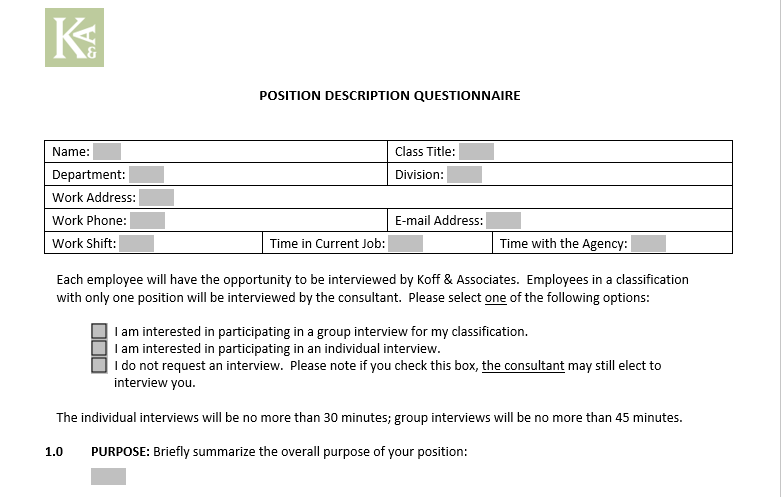 KA&
POSITION DESCRIPTION QUESTIONNAIRE
Name: Class Title:
Department: Division:
Work Address:
Work Phone: E-mail Address:
Work Shift: Time in Current Job: Time with the Agency:
Each employee will have the opportunity to be interviewed by Koff & Associates.  Employees in a classification
with only one position will be interviewed by the consultant.  Please select one of the following options:
I am interested in participating in a group interview for my classification.
I am interested in participating in an individual interview.
I do not request an interview.  Please note if you check this box, the consultant may still elect to
interview you.
The individual interviews will be no more than 30 minutes; group interviews will be no more than 45 minutes.
1.0 PURPOSE: Briefly summarize the overall purpose of your position: